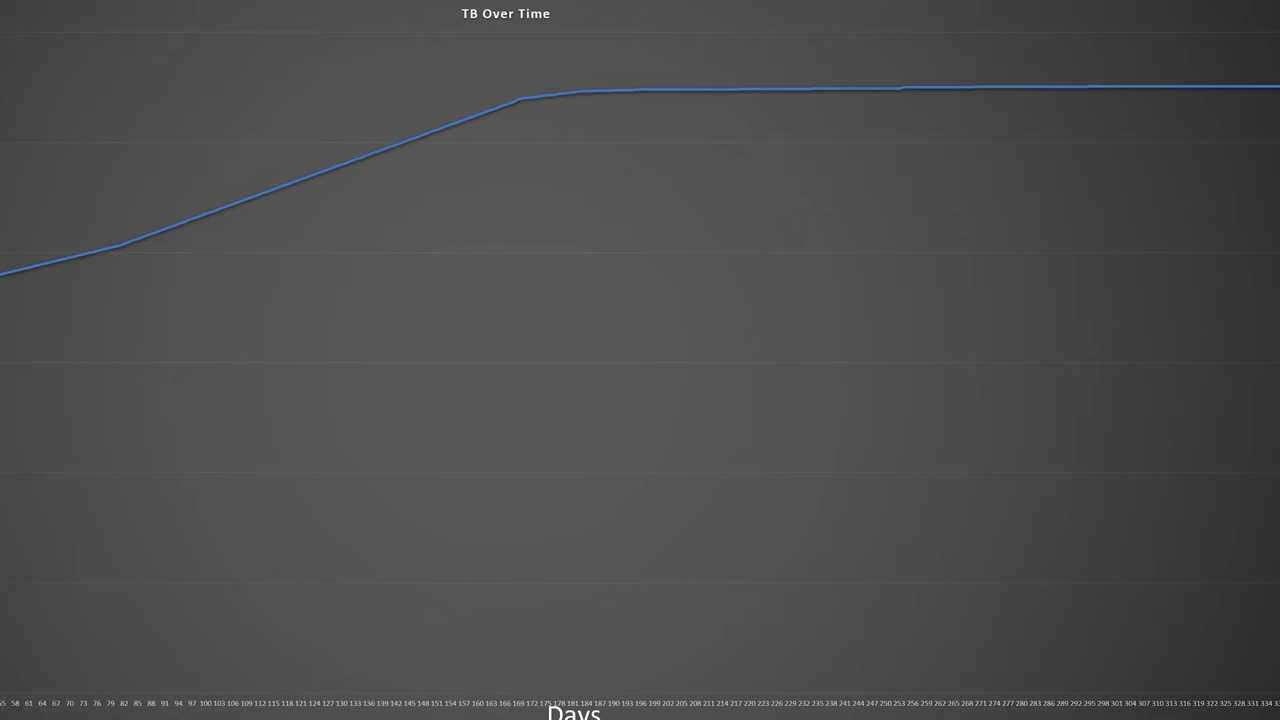 TB Over Time
55 58 61 64 67 70 73 76 79 82 85 88 91 94 97 100 103 106 109 112 115 118 121 124 127 130 133 136 139 142 145 148 151 154 157 160 163 166 169 172 175 178 181 184 187 190 193 196 199 202 205 208 211 214 217 220 223 226 229 232 235 238 241 244 247 250 253 256 259 262 265 268 271 274 277 280 283 286 289 292 295 298 301 304 307 310 313 316 319 322 325 328 331 334
Days